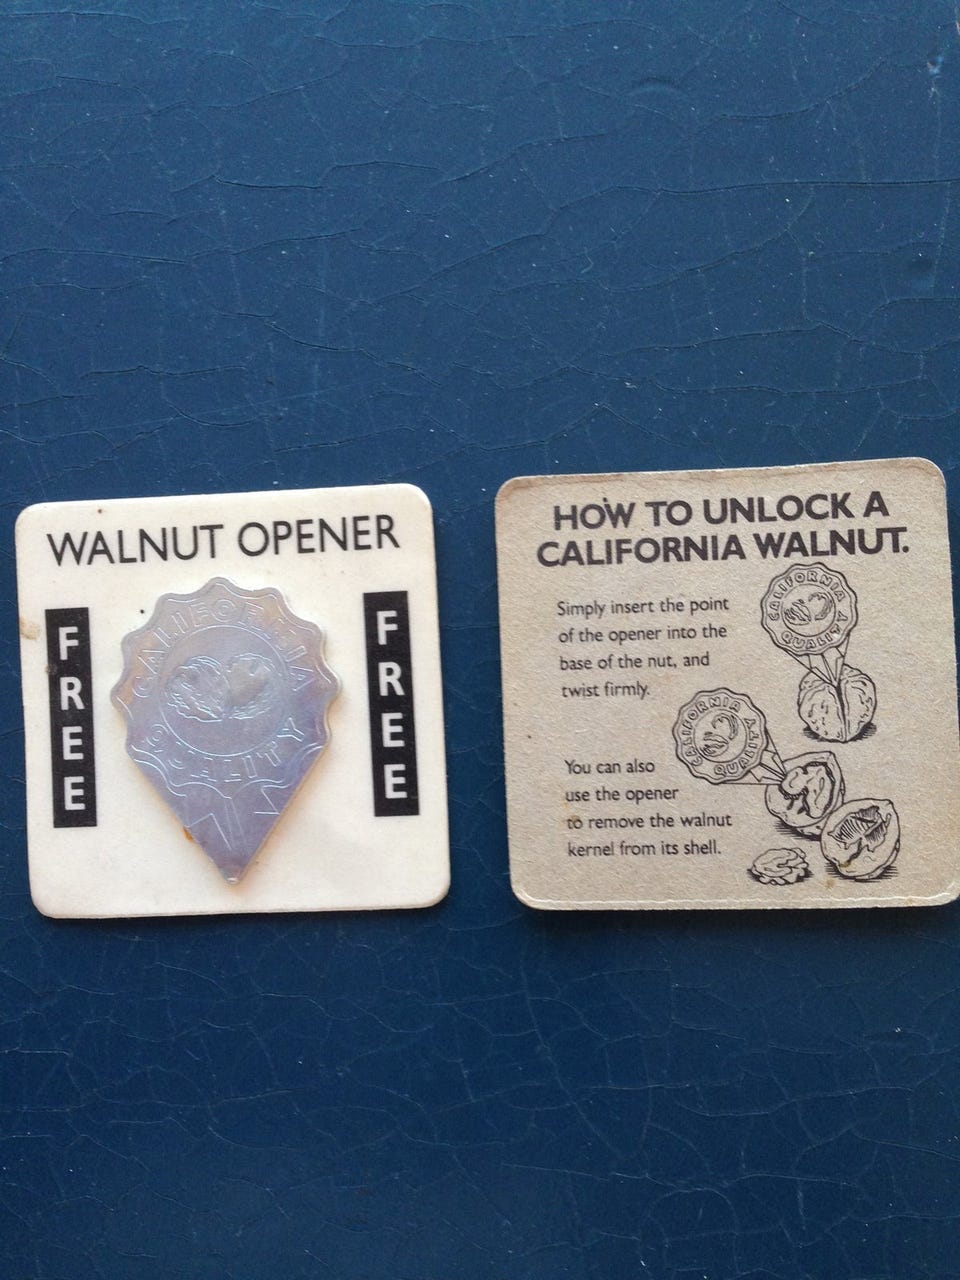 WALNUT OPENER
FREE
CALIFORNIA
QUALITY
FREE
HOW TO UNLOCK A
CALIFORNIA WALNUT.
Simply insert the point
of the opener into the
base of the nut, and
twist firmly.
CALIFORNIA
QUALITY
CALIFORNIA
QUALITY
You can also
use the opener
to remove the walnut
kernel from its shell.